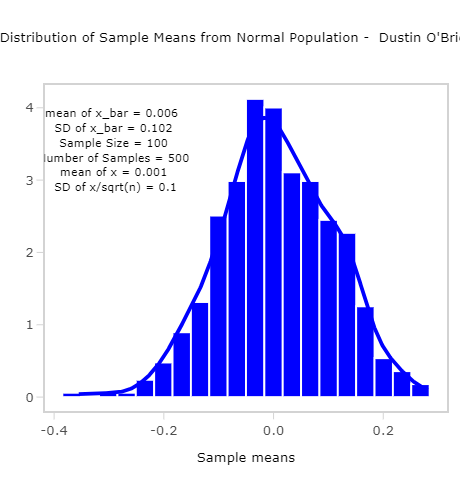 Distribution of Sample Means from Normal Population - Dustin O'Bri
mean of x_bar = 0.006
SD of x_bar = 0.102
Sample Size = 100
Number of Samples = 500
mean of x = 0.001
SD of x/sqrt(n) = 0.1
4
3
2
1
0
-0.4
-0.2
0.0
0.2
Sample means